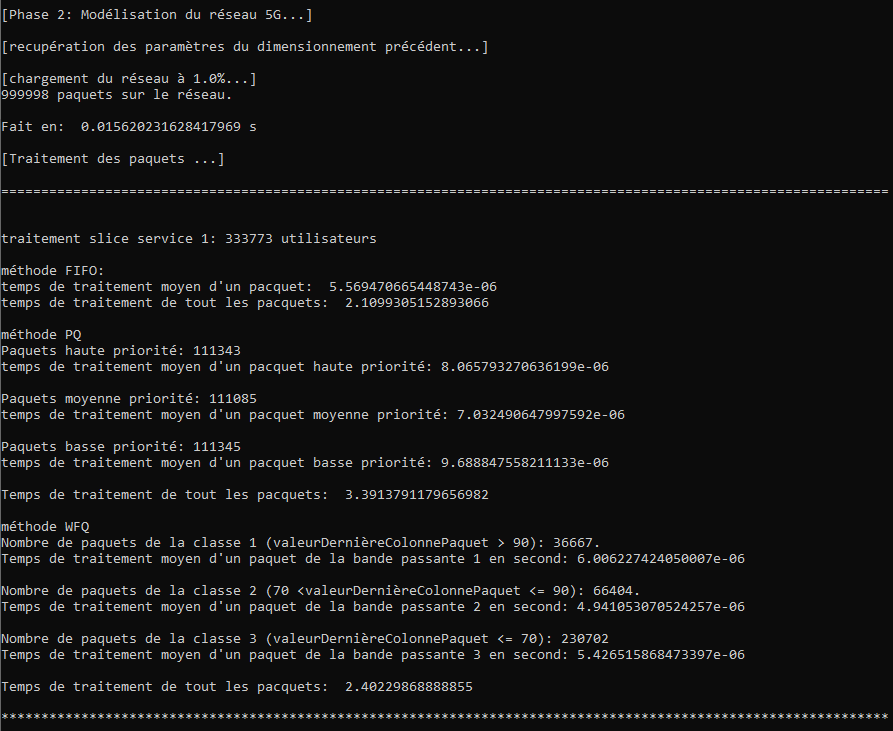 [Phase 2: Modélisation du réseau 5G...]
[recupération des paramètres du dimensionnement précédent...]
[chargement du réseau à 1.0%...]
999998 paquets sur le réseau.
Fait en:  0.015620231628417969 s
[Traitement des paquets ...]
===============================================================================================================
traitement slice service 1: 333773 utilisateurs
méthode FIFO:
temps de traitement moyen d'un pacquet:  5.569470665448743e-06
temps de traitement de tout les pacquets:  2.1099305152893066
méthode PQ
Paquets haute priorité: 111343
temps de traitement moyen d'un pacquet haute priorité: 8.065793270636199e-06
Paquets moyenne priorité: 111085
temps de traitement moyen d'un pacquet moyenne priorité: 7.032490647997592e-06
Paquets basse priorité: 111345
temps de traitement moyen d'un pacquet basse priorité: 9.688847558211133e-06
Temps de traitement de tout les pacquets:  3.3913791179656982
méthode WFQ
Nombre de paquets de la classe 1 (valeurDernièreColonnePaquet > 90): 36667.
Temps de traitement moyen d'un paquet de la bande passante 1 en second: 6.006227424050007e-06
Nombre de paquets de la classe 2 (70 <valeurDernièreColonnePaquet <= 90): 66404.
Temps de traitement moyen d'un paquet de la bande passante 2 en second: 4.941053070524257e-06
Nombre de paquets de la classe 3 (valeurDernièreColonnePaquet <= 70): 230702
Temps de traitement moyen d'un paquet de la bande passante 3 en second: 5.426515868473397e-06
Temps de traitement de tout les pacquets:  2.40229868888855
***************************************************************************************************************